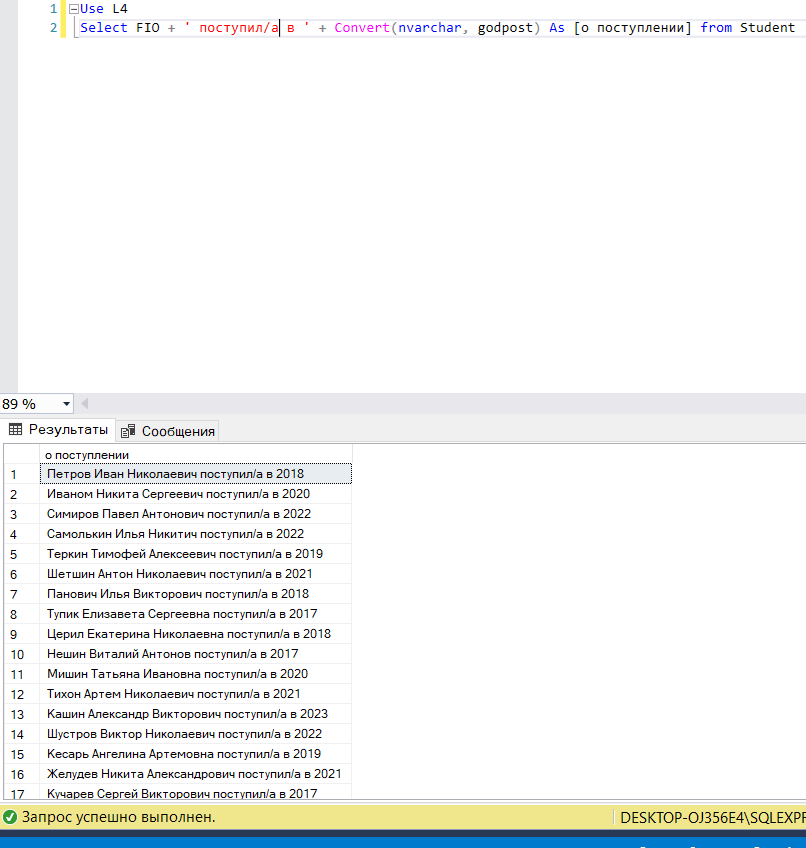 1 Use L4
2 Select FIO + ' поступил/а в ' + Convert(nvarchar, godpost) As [о поступлении] from Student
89 %
Результаты Сообщения
о поступлении
1 Петров Иван Николаевич поступил/а в 2018
2 Иваном Никита Сергеевич поступил/а в 2020
3 Симиров Павел Антонович поступил/а в 2022
4 Самолькин Илья Никитич поступил/а в 2022
5 Теркин Тимофей Алексеевич поступил/а в 2019
6 Шетшин Антон Николаевич поступил/а в 2021
7 Панович Илья Викторович поступил/а в 2018
8 Тупик Елизавета Сергеевна поступил/а в 2017
9 Церил Екатерина Николаевна поступил/а в 2018
10 Нешин Виталий Антонов поступил/а в 2017
11 Мишин Татьяна Ивановна поступил/а в 2020
12 Тихон Артем Николаевич поступил/а в 2021
13 Кашин Александр Викторович поступил/а в 2023
14 Шустров Виктор Николаевич поступил/а в 2022
15 Кесарь Ангелина Артемовна поступил/а в 2019
16 Желудев Никита Александрович поступил/а в 2021
17 Кучарев Сергей Викторович поступил/а в 2017
Запрос успешно выполнен. DESKTOP-OJ356E4\SQLEXPR